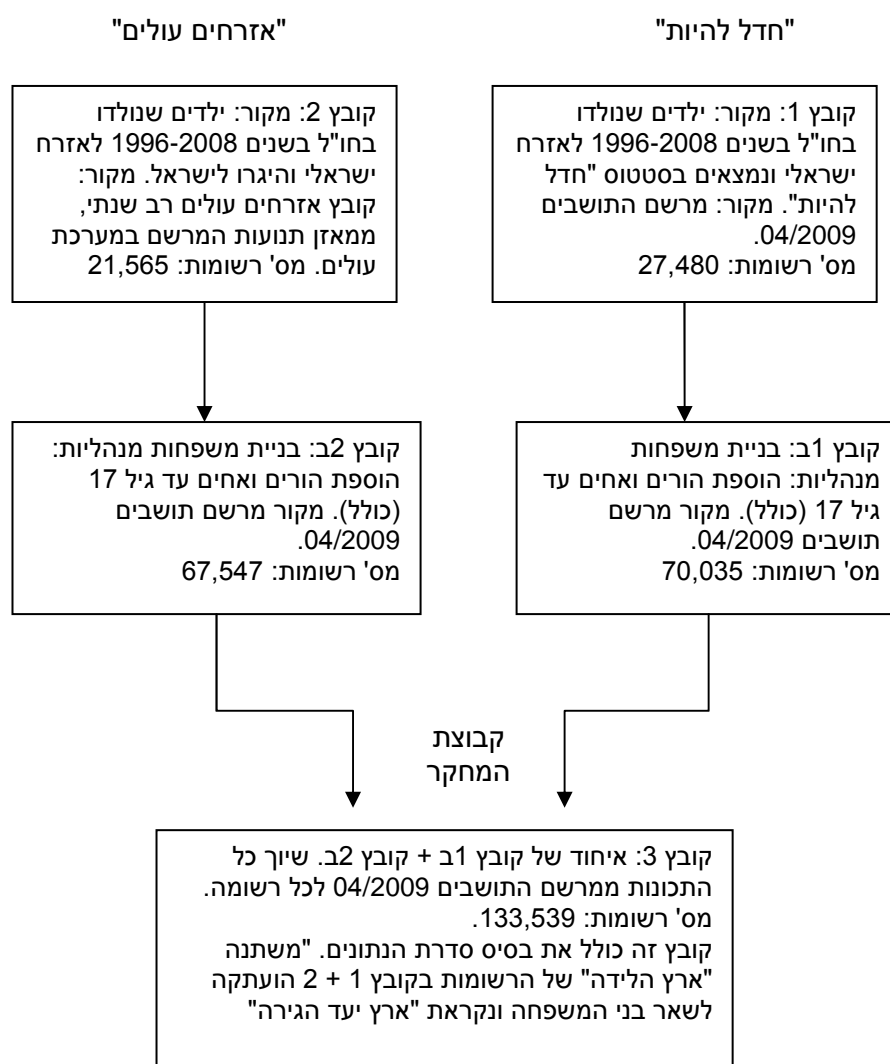 "חדל להיות"
"אזרחים עולים"
קובץ 1: מקור: ילדים שנולדו
בחו"ל בשנים 1996-2008 לאזרח
ישראלי ונמצאים בסטטוס "חדל
להיות". מקור: מרשם התושבים
04/2009.
מס' רשומות: 27,480
קובץ 2: מקור: ילדים שנולדו
בחו"ל בשנים 1996-2008 לאזרח
ישראלי והיגרו לישראל. מקור:
קובץ אזרחים עולים רב שנתי,
ממאזן תנועות המרשם במערכת
עולים. מס' רשומות: 21,565
קובץ 1ב: בניית משפחות
מנהליות: הוספת הורים ואחים עד
גיל 17 (כולל). מקור מרשם
תושבים 04/2009.
מס' רשומות: 70,035
קובץ 2ב: בניית משפחות מנהליות:
הוספת הורים ואחים עד גיל 17
(כולל). מקור מרשם תושבים
04/2009.
מס' רשומות: 67,547
קבוצת
המחקר
קובץ 3: איחוד של קובץ 1ב + קובץ 2ב. שיוך כל
התכונות ממרשם התושבים 04/2009 לכל רשומה.
מס' רשומות: 133,539.
קובץ זה כולל את בסיס סדרת הנתונים. "משתנה
"ארץ הלידה" של הרשומות בקובץ 1 + 2 הועתקה
לשאר בני המשפחה ונקראת "ארץ יעד הגירה"